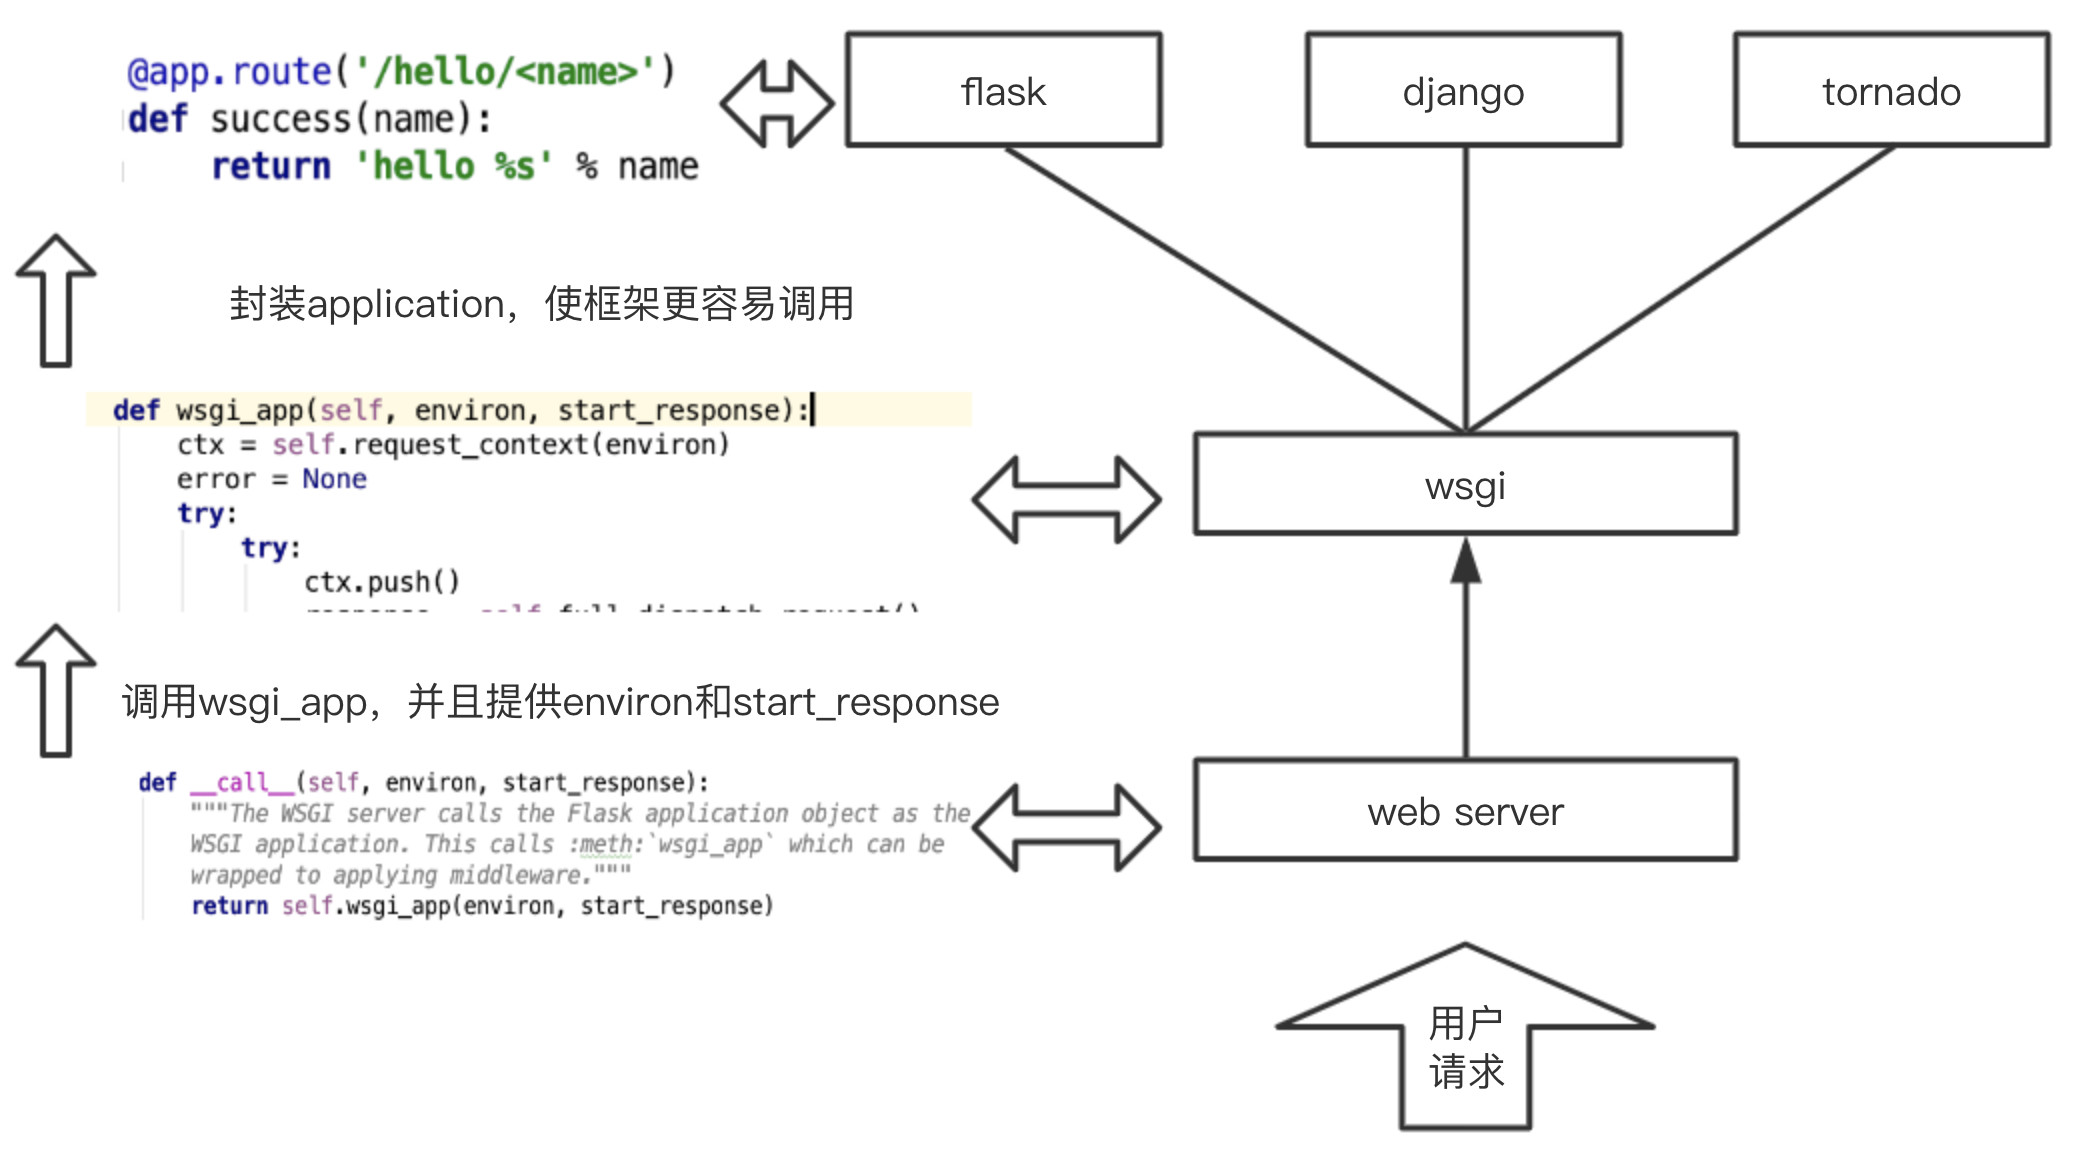 @app.route('/hello/<name>')
def success(name):
    return 'hello %s' % name
flask
django
tornado
封装application，使框架更容易调用
def wsgi_app(self, environ, start_response):
    ctx = self.request_context(environ)
    error = None
    try:
        try:
            ctx.push()
wsgi
调用wsgi_app，并且提供environ和start_response
def __call__(self, environ, start_response):
    """The WSGI server calls the Flask application object as the
    WSGI application. This calls :meth:`wsgi_app` which can be
    wrapped to applying middleware."""
    return self.wsgi_app(environ, start_response)
web server
用户
请求